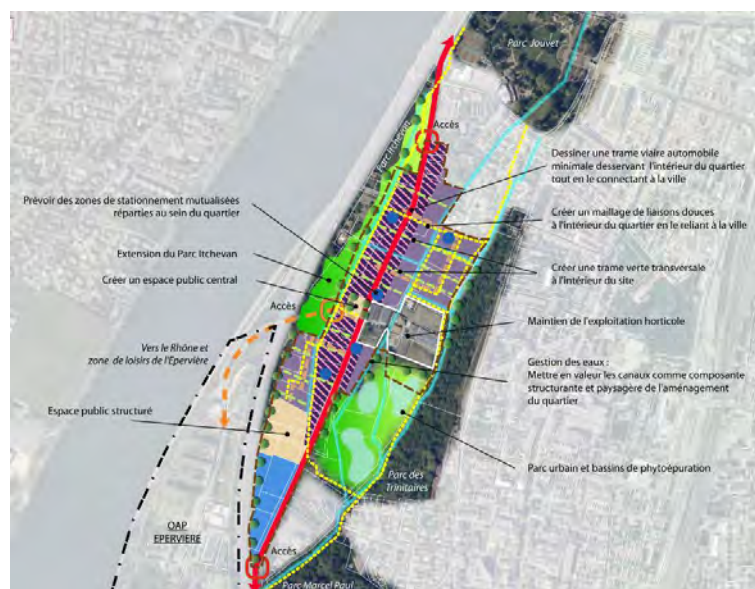 Parc Jouvet
Accès
Parc Itchevan
Dessiner une trame viaire automobile
minimale desservant l'intérieur du quartier
tout en le connectant à la ville
Prévoir des zones de stationnement mutualisées
réparties au sein du quartier
Créer un maillage de liaisons douces
à l'intérieur du quartier en le reliant à la ville
Extension du Parc Itchevan
Créer une trame verte transversale
à l'intérieur du site
Créer un espace public central
Accès
Maintien de l'exploitation horticole
Vers le Rhône et
zone de loisirs de l'Epervière
Gestion des eaux :
Mettre en valeur les canaux comme composante
structurante et paysagère de l'aménagement
du quartier
Espace public structuré
Parc urbain et bassins de phytoépuration
Parc des
Trinitaires
OAP
EPERVIERE
Accès
Parc Marcel Paul